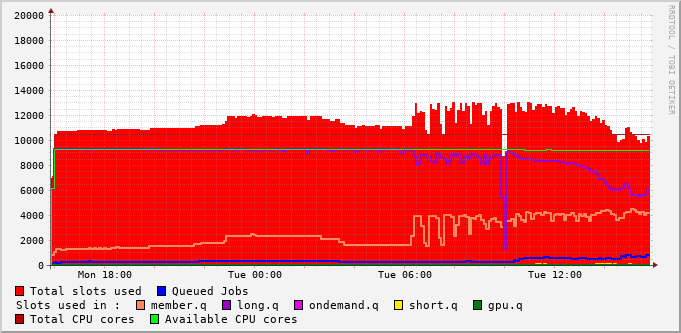 20000
18000
16000
14000
12000
10000
8000
6000
4000
2000
0
Mon 18:00 Tue 00:00 Tue 06:00 Tue 12:00
Total slots used Queued Jobs
Slots used in : member.q long.q ondemand.q short.q gpu.q
Total CPU cores Available CPU cores
RRDTOOL / TOBI OETIKER